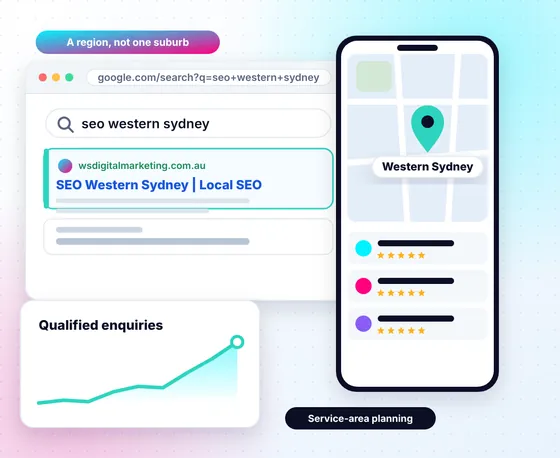 A region, not one suburb
google.com/search?q=seo+western+sydney
seo western sydney
wsdigitalmarketing.com.au
SEO Western Sydney | Local SEO
Western Sydney
Qualified enquiries
Service-area planning